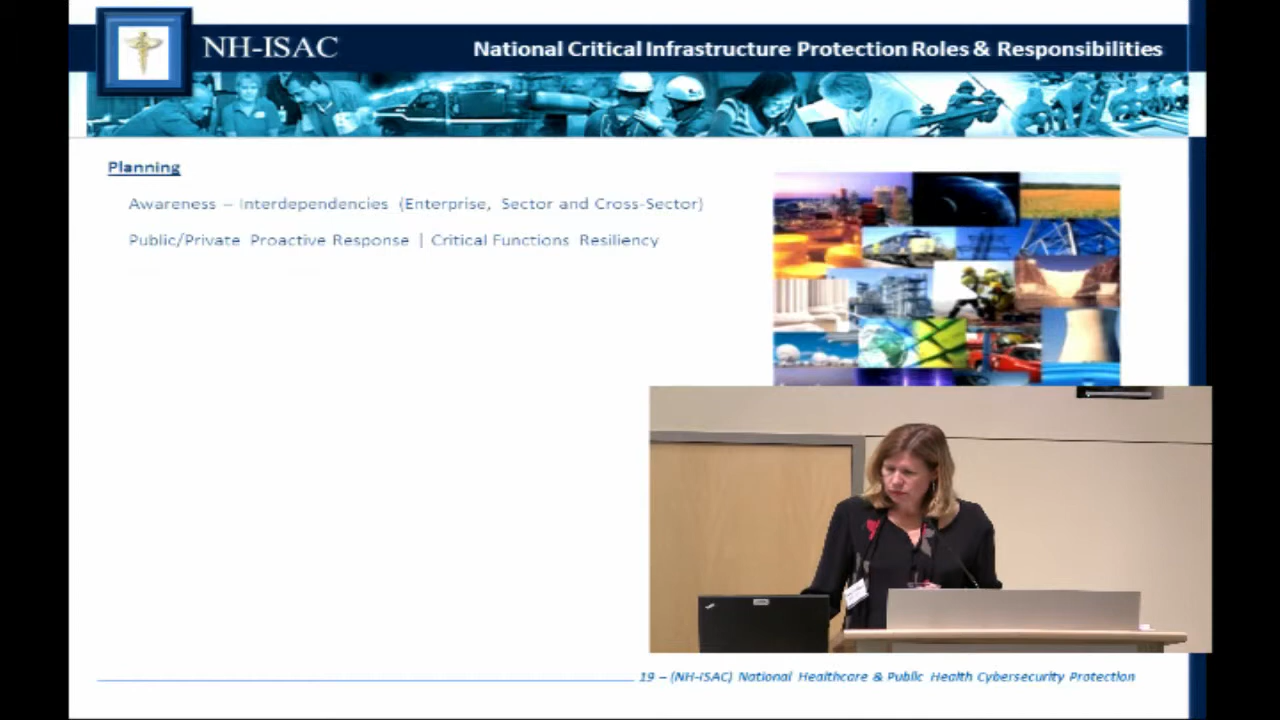 NH-ISAC
National Critical Infrastructure Protection Roles & Responsibilities
Planning
Awareness – Interdependencies (Enterprise, Sector and Cross-Sector)
Public/Private Proactive Response | Critical Functions Resiliency
19 – (NH-ISAC) National Healthcare & Public Health Cybersecurity Protection